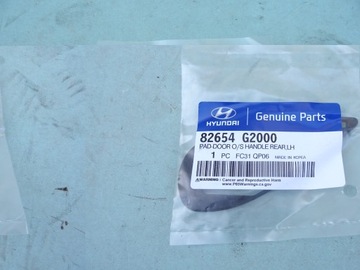 HYUNDAI
Genuine Parts
82654 G2000
PAD-DOOR O/S HANDLE REAR,LH
1 PC FC31 QP06 MADE IN KOREA
WARNING: Cancer and Reproductive Harm
www.P65Warnings.ca.gov